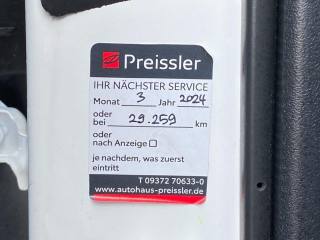 Preissler
IHR NÄCHSTER SERVICE
Monat 3 Jahr 2024
oder
bei 29.259 km
oder
nach Anzeige
je nachdem, was zuerst
eintritt
T 09372 70633-0
www.autohaus-preissler.de